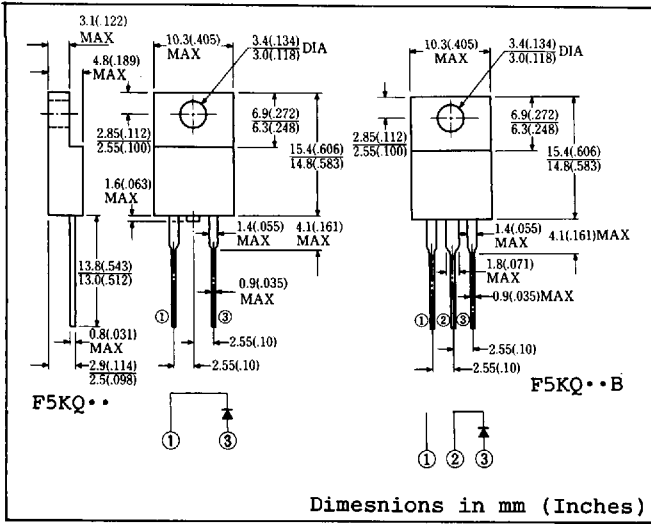 3.1(.122)
MAX
4.8(.189)
MAX
10.3(.405)
MAX
3.4(.134)
3.0(.118)
DIA
2.85(.112)
2.55(.100)
6.9(.272)
6.3(.248)
15.4(.606)
14.8(.583)
1.6(.063)
MAX
1.4(.055)
MAX
4.1(.161)
MAX
13.8(.543)
13.0(.512)
0.9(.035)
MAX
① ③
0.8(.031)
MAX
2.9(.114)
2.5(.098)
2.55(.10)
2.55(.10)
F5KQ··
① ③
10.3(.405)
MAX
3.4(.134)
3.0(.118)
DIA
2.85(.112)
2.55(.100)
6.9(.272)
6.3(.248)
15.4(.606)
14.8(.583)
1.4(.055)
MAX
4.1(.161)MAX
1.8(.071)
MAX
0.9(.035)MAX
① ② ③
2.55(.10)
2.55(.10)
F5KQ··B
① ② ③
Dimesnions in mm (Inches)